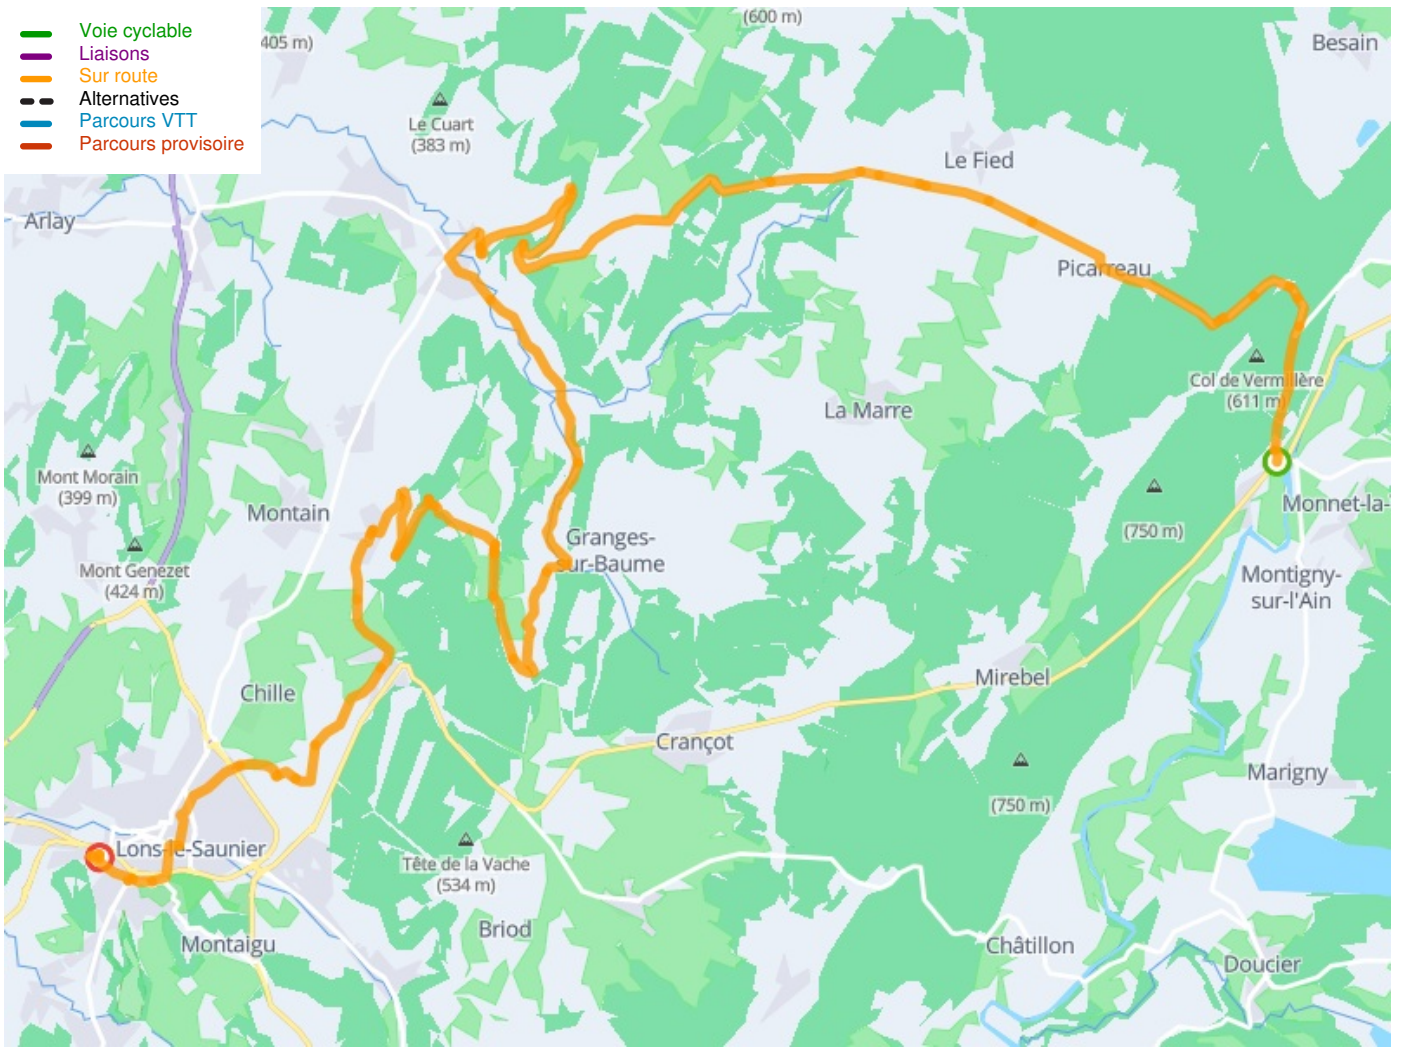 Voie cyclable
Liaisons
Sur route
Alternatives
Parcours VTT
Parcours provisoire
405 m)
(600 m)
Besain
Le Cuart
(383 m)
Le Fied
Arlay
Picarreau
Col de Vermillère
(611 m)
La Marre
Mont Morain
(399 m)
Montain
Monnet-la-
(750 m)
Granges-
sur-Baume
Mont Genezet
(424 m)
Montigny-
sur-l'Ain
Mirebel
Chille
Crançot
Marigny
(750 m)
Lons-le-Saunier
Tête de la Vache
(534 m)
Briod
Montaigu
Châtillon
Doucier